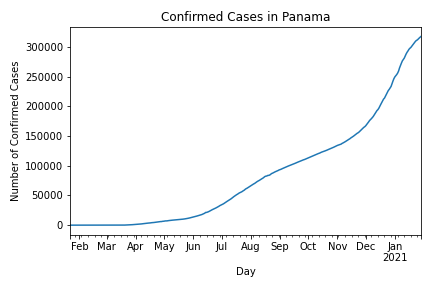 Confirmed Cases in Panama
Number of Confirmed Cases
300000
250000
200000
150000
100000
50000
0
Feb Mar Apr May Jun Jul Aug Sep Oct Nov Dec Jan
2021
Day